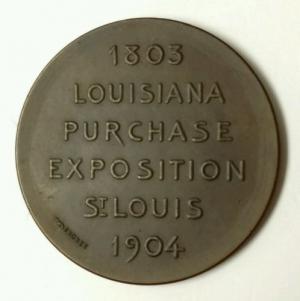 1803
LOUISIANA
PURCHASE
EXPOSITION
ST LOUIS
1904